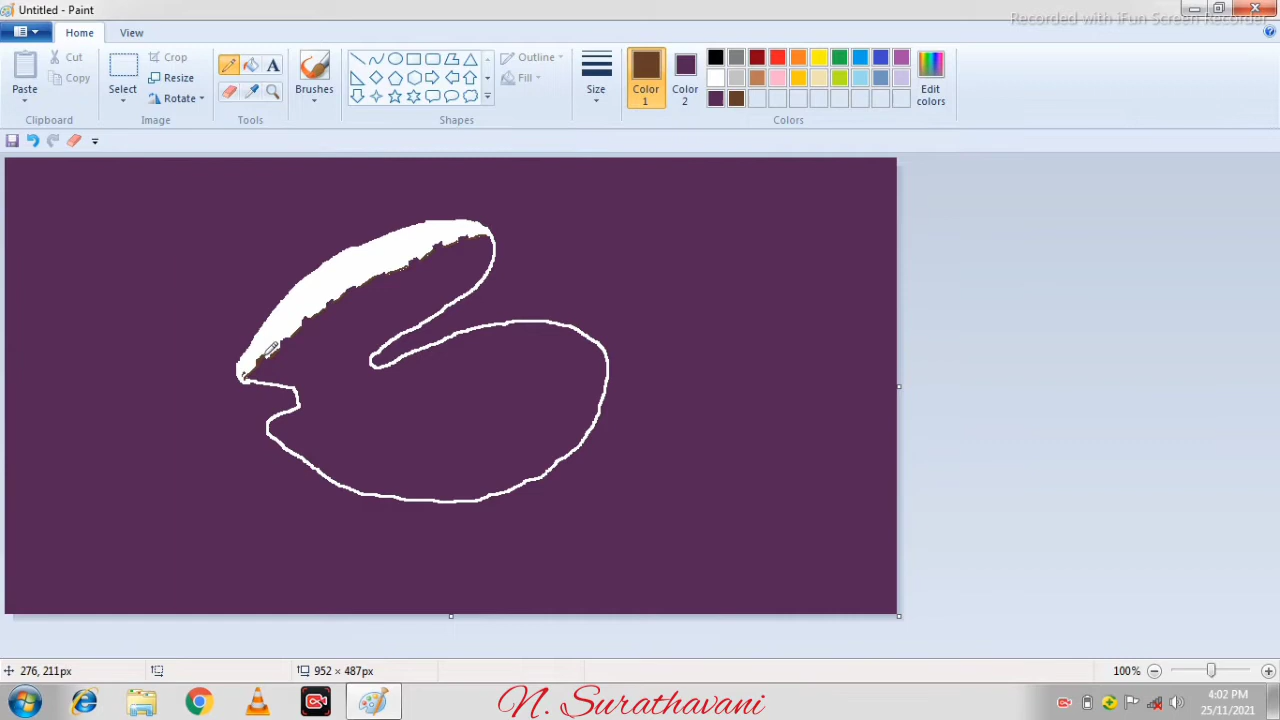 Untitled - Paint
Recorded with iFun Screen Recorder
Home
View
Paste
Cut
Copy
Clipboard
Select
Crop
Resize
Rotate
Image
A
Tools
Brushes
Shapes
Outline
Fill
Size
Color 1
Color 2
Edit colors
Colors
276, 211px
952 × 487px
100%
N. Surathavani
4:02 PM
25/11/2021